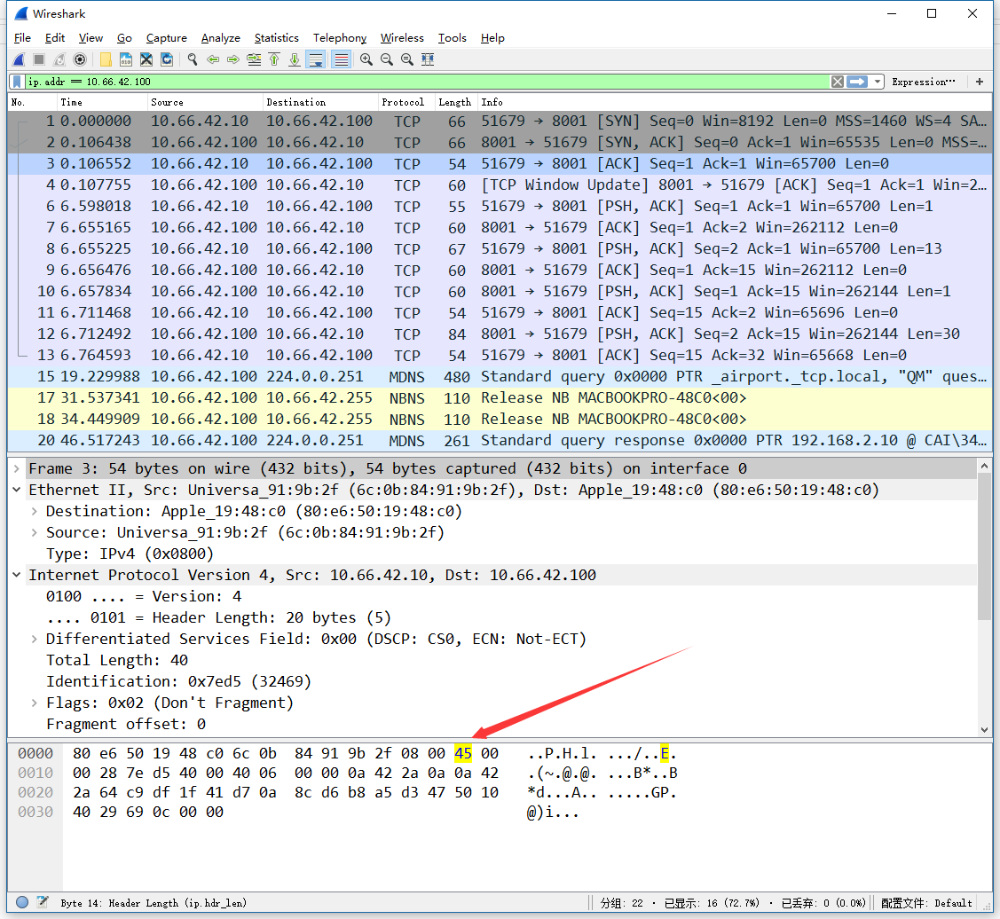 Wireshark
File Edit View Go Capture Analyze Statistics Telephony Wireless Tools Help
ip.addr == 10.66.42.100 Expression… +
No. Time Source Destination Protocol Length Info
1 0.000000 10.66.42.10 10.66.42.100 TCP 66 51679 → 8001 [SYN] Seq=0 Win=8192 Len=0 MSS=1460 WS=4 SA…
2 0.106438 10.66.42.100 10.66.42.10 TCP 66 8001 → 51679 [SYN, ACK] Seq=0 Ack=1 Win=65535 Len=0 MSS=…
3 0.106552 10.66.42.10 10.66.42.100 TCP 54 51679 → 8001 [ACK] Seq=1 Ack=1 Win=65700 Len=0
4 0.107755 10.66.42.100 10.66.42.10 TCP 60 [TCP Window Update] 8001 → 51679 [ACK] Seq=1 Ack=1 Win=2…
6 6.598018 10.66.42.10 10.66.42.100 TCP 55 51679 → 8001 [PSH, ACK] Seq=1 Ack=1 Win=65700 Len=1
7 6.655165 10.66.42.100 10.66.42.10 TCP 60 8001 → 51679 [ACK] Seq=1 Ack=2 Win=262112 Len=0
8 6.655225 10.66.42.10 10.66.42.100 TCP 67 51679 → 8001 [PSH, ACK] Seq=2 Ack=1 Win=65700 Len=13
9 6.656476 10.66.42.100 10.66.42.10 TCP 60 8001 → 51679 [ACK] Seq=1 Ack=15 Win=262112 Len=0
10 6.657834 10.66.42.100 10.66.42.10 TCP 60 8001 → 51679 [PSH, ACK] Seq=1 Ack=15 Win=262144 Len=1
11 6.711468 10.66.42.10 10.66.42.100 TCP 54 51679 → 8001 [ACK] Seq=15 Ack=2 Win=65696 Len=0
12 6.712492 10.66.42.100 10.66.42.10 TCP 84 8001 → 51679 [PSH, ACK] Seq=2 Ack=15 Win=262144 Len=30
13 6.764593 10.66.42.10 10.66.42.100 TCP 54 51679 → 8001 [ACK] Seq=15 Ack=32 Win=65668 Len=0
15 19.229988 10.66.42.100 224.0.0.251 MDNS 480 Standard query 0x0000 PTR _airport._tcp.local, "QM" ques…
17 31.537341 10.66.42.100 10.66.42.255 NBNS 110 Release NB MACBOOKPRO-48C0<00>
18 34.449909 10.66.42.100 10.66.42.255 NBNS 110 Release NB MACBOOKPRO-48C0<00>
20 46.517243 10.66.42.100 224.0.0.251 MDNS 261 Standard query response 0x0000 PTR 192.168.2.10 @ CAI\34…
Frame 3: 54 bytes on wire (432 bits), 54 bytes captured (432 bits) on interface 0
Ethernet II, Src: Universa_91:9b:2f (6c:0b:84:91:9b:2f), Dst: Apple_19:48:c0 (80:e6:50:19:48:c0)
Destination: Apple_19:48:c0 (80:e6:50:19:48:c0)
Source: Universa_91:9b:2f (6c:0b:84:91:9b:2f)
Type: IPv4 (0x0800)
Internet Protocol Version 4, Src: 10.66.42.10, Dst: 10.66.42.100
0100 .... = Version: 4
.... 0101 = Header Length: 20 bytes (5)
Differentiated Services Field: 0x00 (DSCP: CS0, ECN: Not-ECT)
Total Length: 40
Identification: 0x7ed5 (32469)
Flags: 0x02 (Don't Fragment)
Fragment offset: 0
0000 80 e6 50 19 48 c0 6c 0b 84 91 9b 2f 08 00 45 00 ..P.H.l. .../..E.
0010 00 28 7e d5 40 00 40 06 00 00 0a 42 2a 0a 0a 42 .(~.@.@. ...B*..B
0020 2a 64 c9 df 1f 41 d7 0a 8c d6 b8 a5 d3 47 50 10 *d...A.. .....GP.
0030 40 29 69 0c 00 00 @)i...
Byte 14: Header Length (ip.hdr_len) 分组: 22 · 已显示: 16 (72.7%) · 已丢弃: 0 (0.0%) 配置文件: Default